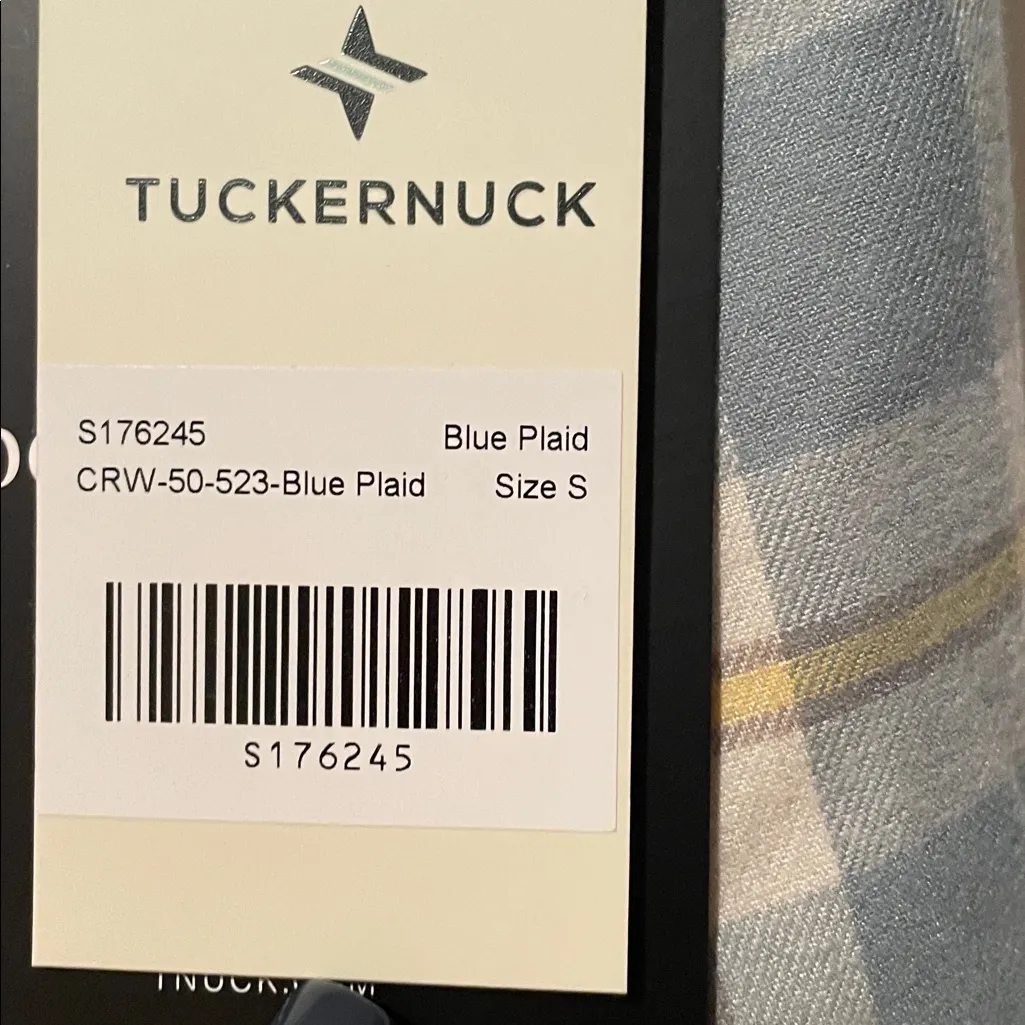 TUCKERNUCK
S176245 Blue Plaid
CRW-50-523-Blue Plaid Size S
S176245